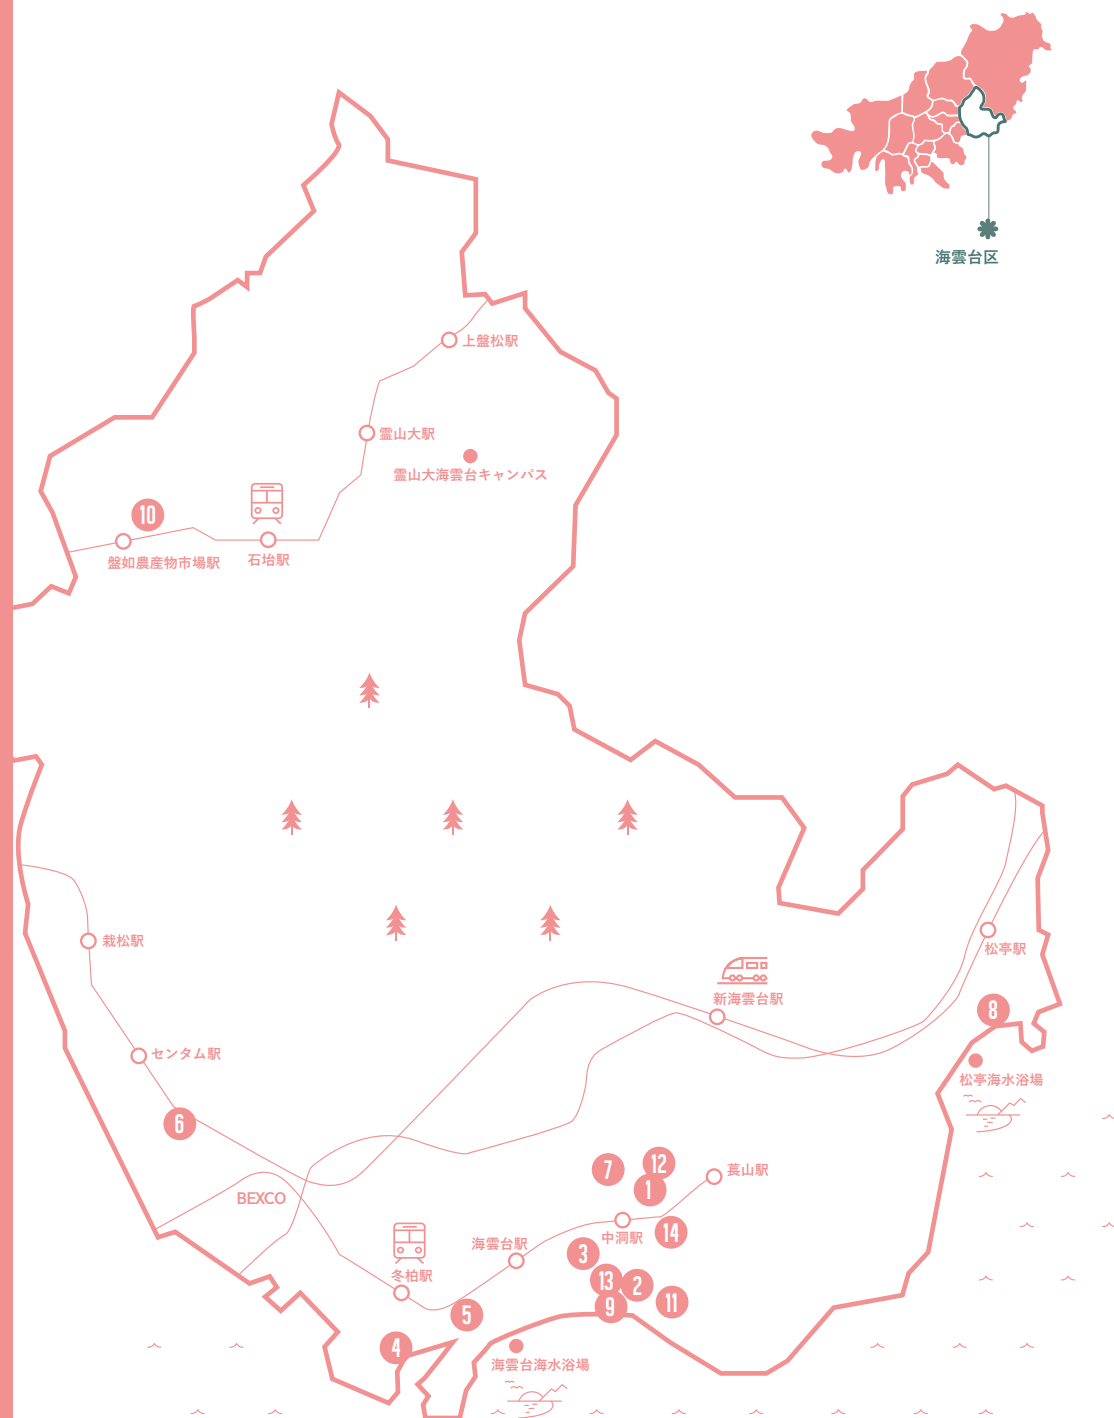 海雲台区
上盤松駅
霊山大駅
霊山大海雲台キャンパス
10
盤如農産物市場駅
石坮駅
栽松駅
松亭駅
新海雲台駅
8
センタム駅
松亭海水浴場
6
12
7
萇山駅
1
BEXCO
14
中洞駅
海雲台駅
3
冬柏駅
13
2
11
9
5
4
海雲台海水浴場